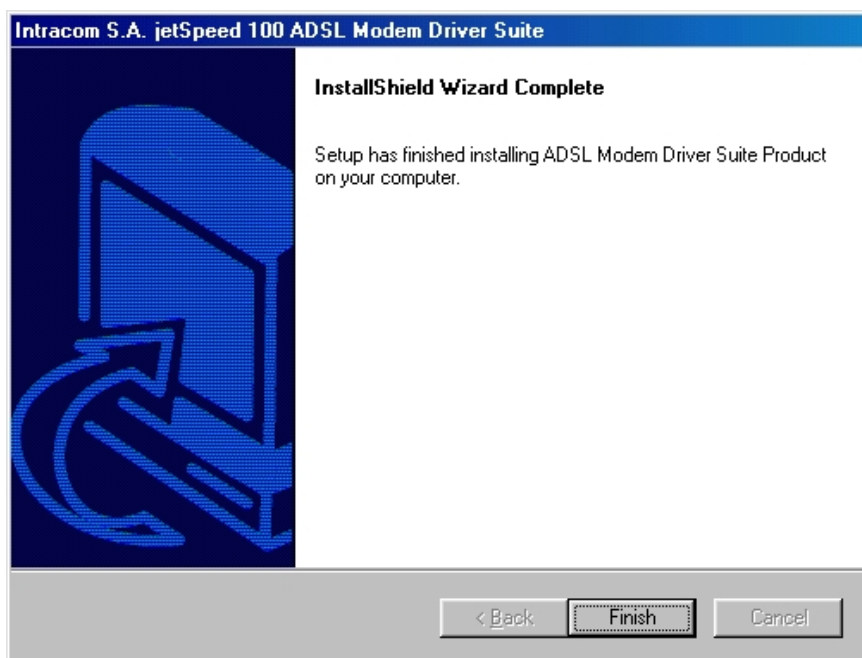 Intracom S.A. jetSpeed 100 ADSL Modem Driver Suite
InstallShield Wizard Complete
Setup has finished installing ADSL Modem Driver Suite Product
on your computer.
< Back
Finish
Cancel